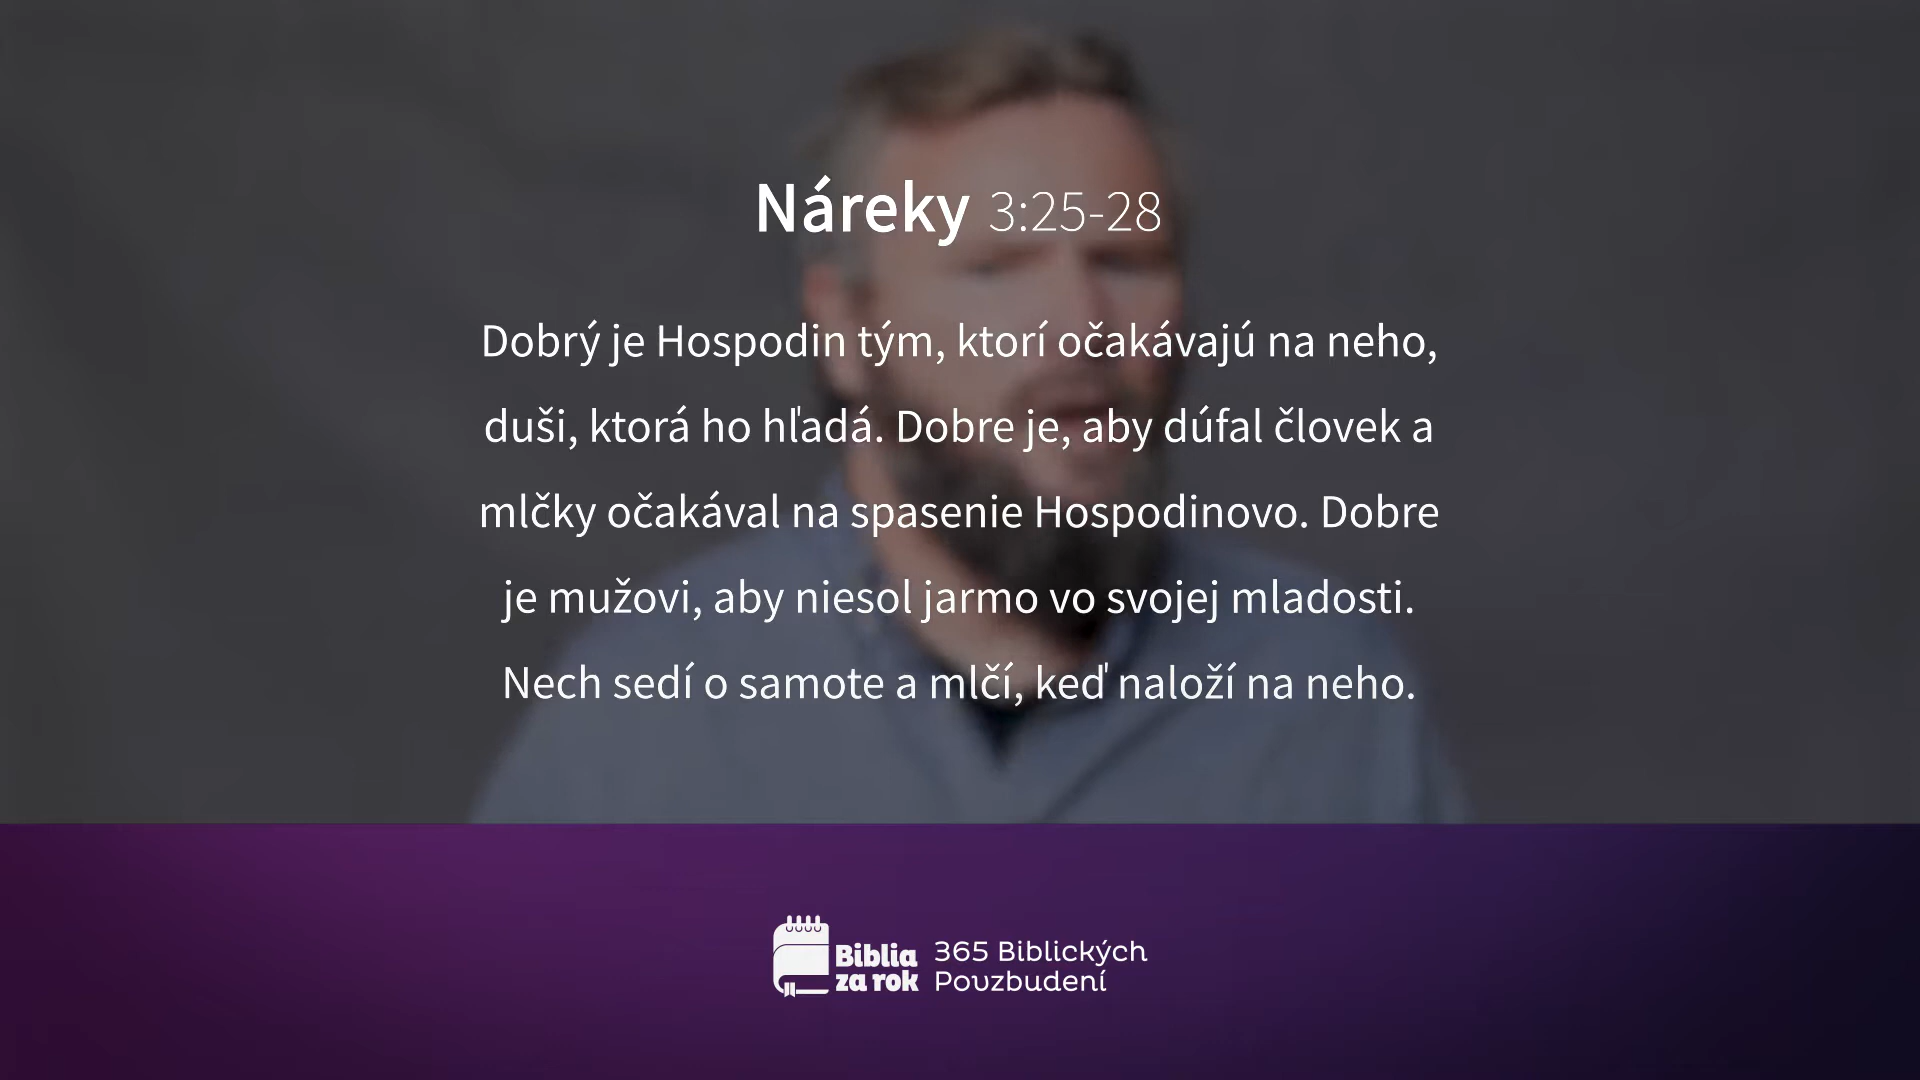 Náreky 3:25-28
Dobrý je Hospodin tým, ktorí očakávajú na neho,
duši, ktorá ho hľadá. Dobre je, aby dúfal človek a
mlčky očakával na spasenie Hospodinovo. Dobre
je mužovi, aby niesol jarmo vo svojej mladosti.
Nech sedí o samote a mlčí, keď naloží na neho.
Biblia
za rok
365 Biblických
Povzbudení